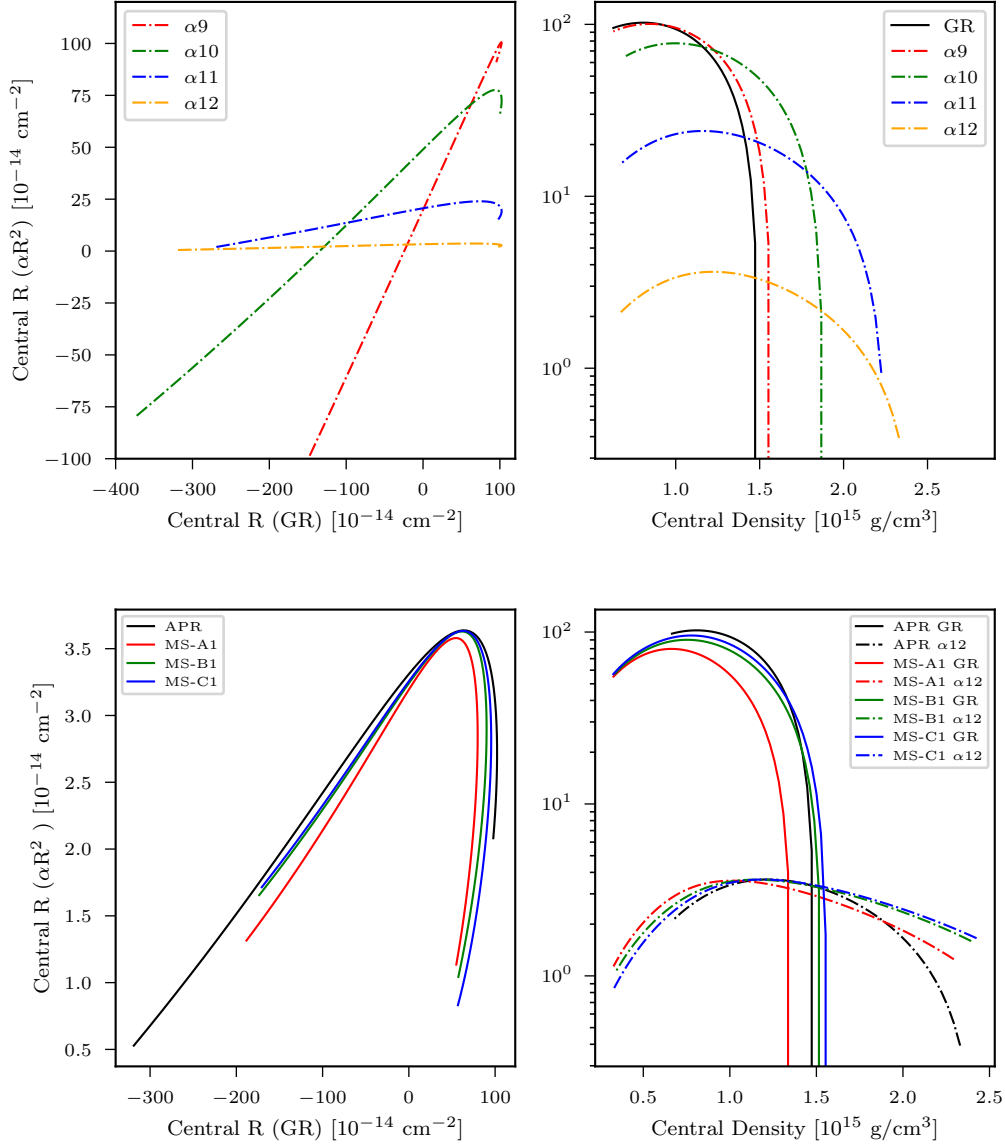 α9
α10
α11
α12
100
75
50
25
0
−25
−50
−75
−100
Central R (αR²) [10⁻¹⁴ cm⁻²]
−400
−300
−200
−100
0
100
Central R (GR) [10⁻¹⁴ cm⁻²]
GR
α9
α10
α11
α12
10²
10¹
10⁰
1.0
1.5
2.0
2.5
Central Density [10¹⁵ g/cm³]
APR
MS-A1
MS-B1
MS-C1
3.5
3.0
2.5
2.0
1.5
1.0
0.5
Central R (αR² ) [10⁻¹⁴ cm⁻²]
−300
−200
−100
0
100
Central R (GR) [10⁻¹⁴ cm⁻²]
APR GR
APR α12
MS-A1 GR
MS-A1 α12
MS-B1 GR
MS-B1 α12
MS-C1 GR
MS-C1 α12
10²
10¹
10⁰
0.5
1.0
1.5
2.0
2.5
Central Density [10¹⁵ g/cm³]